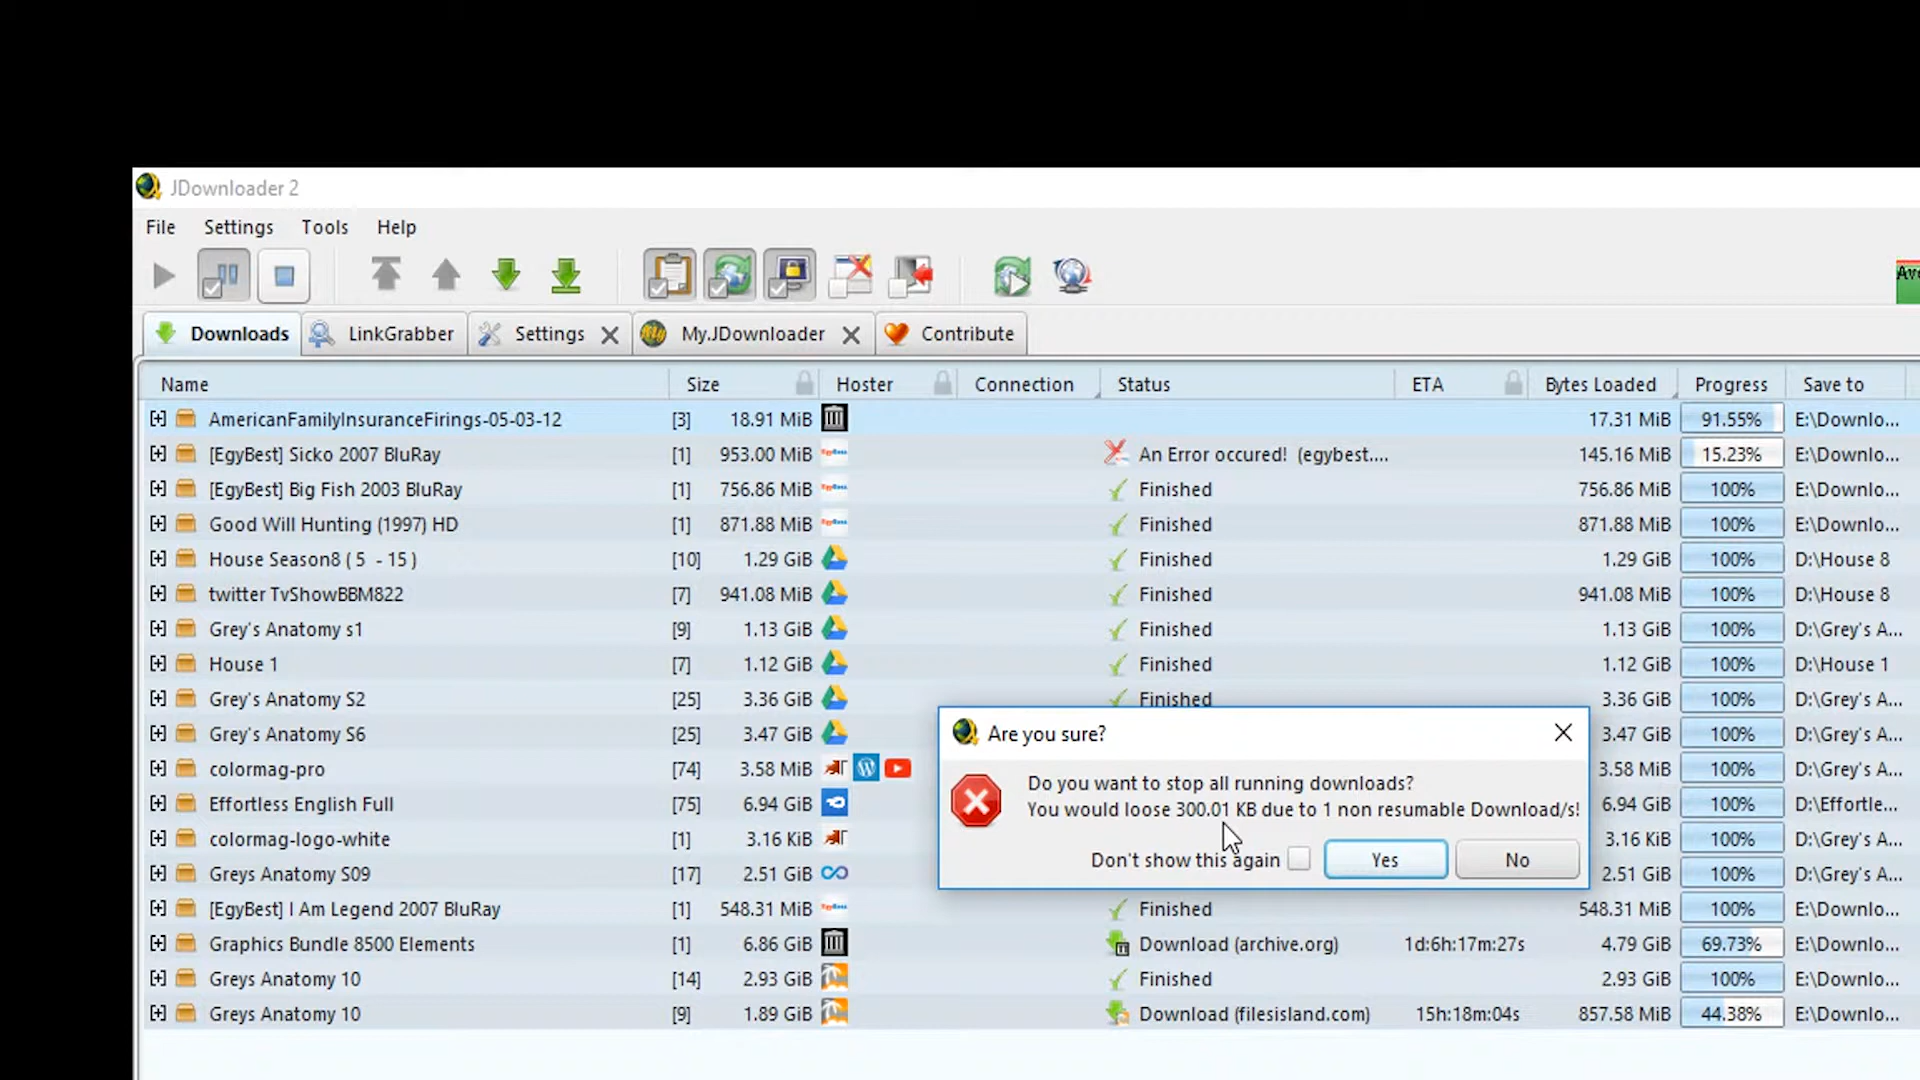 JDownloader 2
File Settings Tools Help
Downloads LinkGrabber Settings My.JDownloader Contribute
Name Size Hoster Connection Status ETA Bytes Loaded Progress Save to
AmericanFamilyInsuranceFirings-05-03-12 [3] 18.91 MiB 17.31 MiB 91.55% E:\Downlo...
[EgyBest] Sicko 2007 BluRay [1] 953.00 MiB An Error occured! (egybest.... 145.16 MiB 15.23% E:\Downlo...
[EgyBest] Big Fish 2003 BluRay [1] 756.86 MiB Finished 756.86 MiB 100% E:\Downlo...
Good Will Hunting (1997) HD [1] 871.88 MiB Finished 871.88 MiB 100% E:\Downlo...
House Season8 ( 5 - 15 ) [10] 1.29 GiB Finished 1.29 GiB 100% D:\House 8
twitter TvShowBBM822 [7] 941.08 MiB Finished 941.08 MiB 100% D:\House 8
Grey's Anatomy s1 [9] 1.13 GiB Finished 1.13 GiB 100% D:\Grey's A...
House 1 [7] 1.12 GiB Finished 1.12 GiB 100% D:\House 1
Grey's Anatomy S2 [25] 3.36 GiB Finished 3.36 GiB 100% D:\Grey's A...
Grey's Anatomy S6 [25] 3.47 GiB 3.47 GiB 100% D:\Grey's A...
colormag-pro [74] 3.58 MiB 3.58 MiB 100% D:\Grey's A...
Effortless English Full [75] 6.94 GiB 6.94 GiB 100% D:\Effortle...
colormag-logo-white [1] 3.16 KiB 3.16 KiB 100% D:\Grey's A...
Greys Anatomy S09 [17] 2.51 GiB 2.51 GiB 100% D:\Grey's A...
[EgyBest] I Am Legend 2007 BluRay [1] 548.31 MiB Finished 548.31 MiB 100% E:\Downlo...
Graphics Bundle 8500 Elements [1] 6.86 GiB Download (archive.org) 1d:6h:17m:27s 4.79 GiB 69.73% E:\Downlo...
Greys Anatomy 10 [14] 2.93 GiB Finished 2.93 GiB 100% E:\Downlo...
Greys Anatomy 10 [9] 1.89 GiB Download (filesisland.com) 15h:18m:04s 857.58 MiB 44.38% E:\Downlo...
Are you sure?
Do you want to stop all running downloads?
You would loose 300.01 KB due to 1 non resumable Download/s!
Don't show this again Yes No